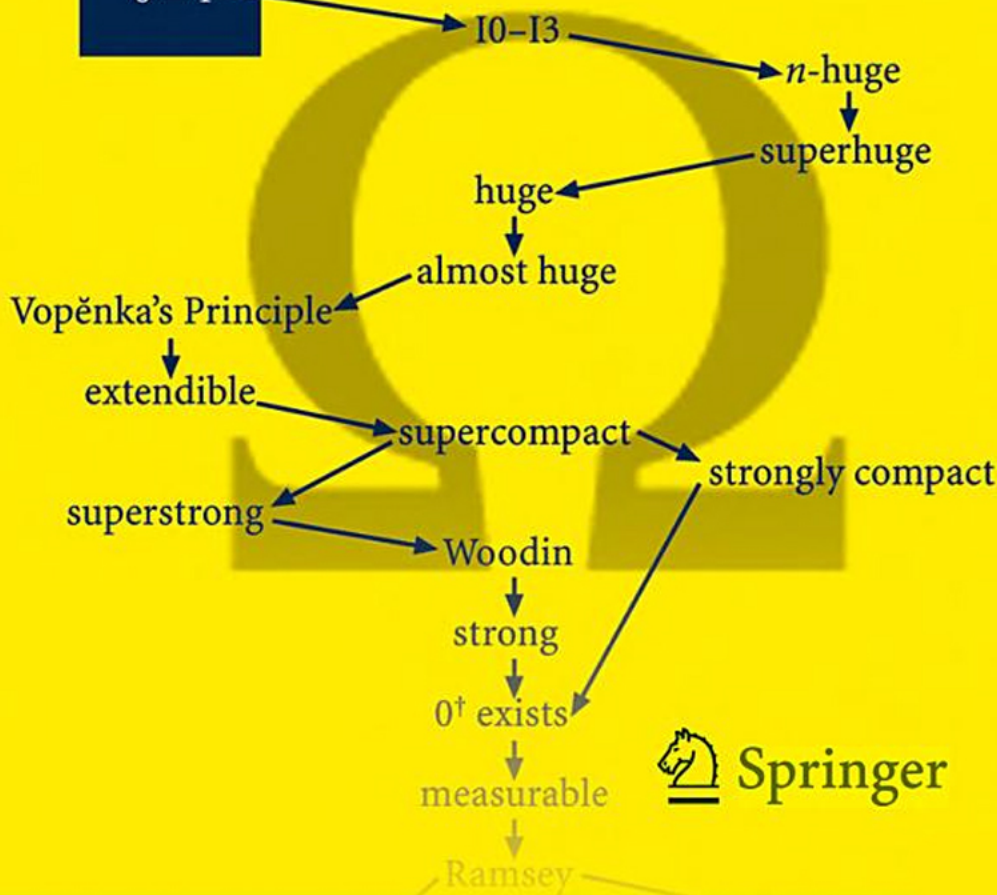 I0–I3
n-huge
superhuge
huge
almost huge
Vopĕnka’s Principle
extendible
supercompact
strongly compact
superstrong
Woodin
strong
0† exists
Springer
measurable
Ramsey